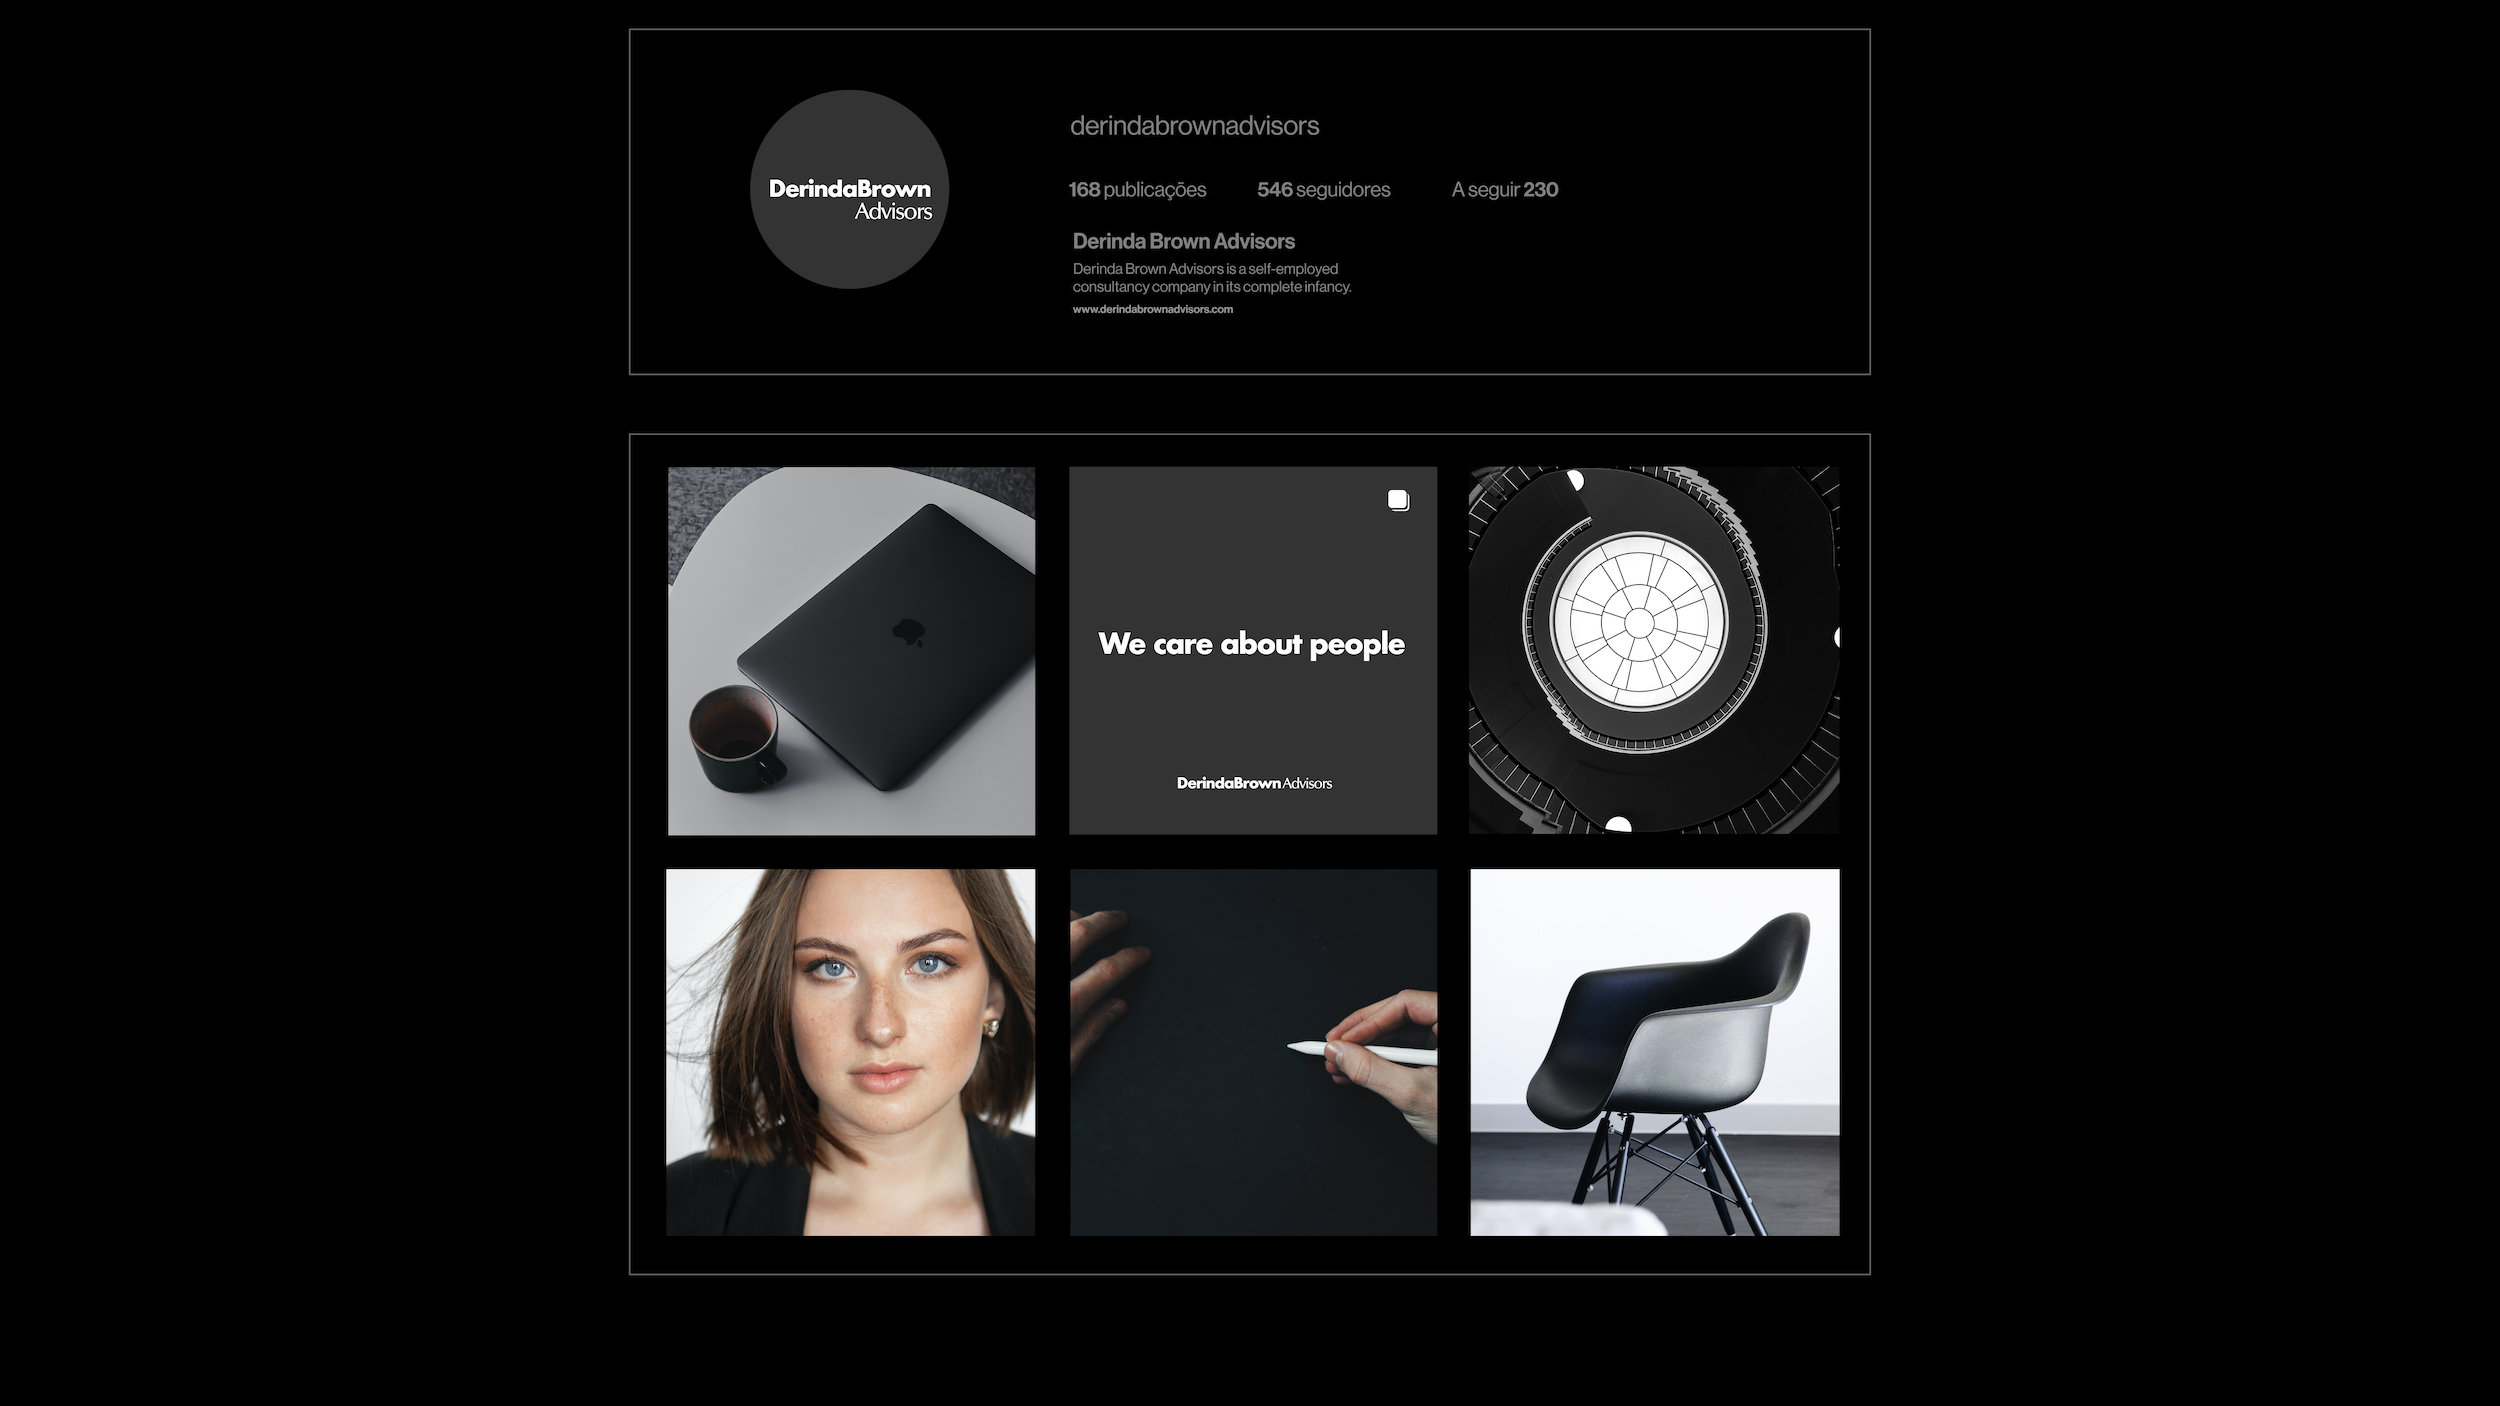 DerindaBrown
Advisors
derindabrownadvisors
168 publicações 546 seguidores A seguir 230
Derinda Brown Advisors
Derinda Brown Advisors is a self-employed
consultancy company in its complete infancy.
www.derindabrownadvisors.com
We care about people
DerindaBrown Advisors